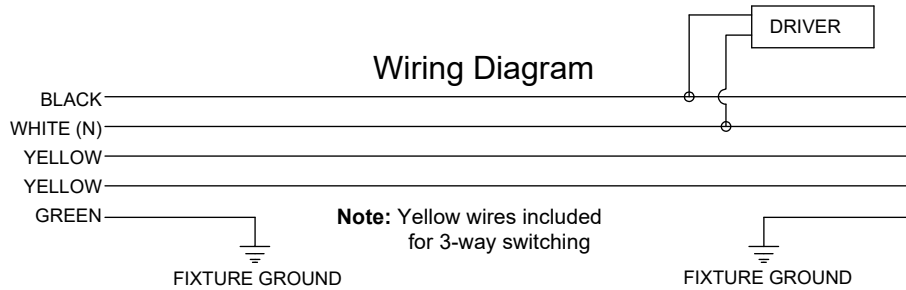 DRIVER
Wiring Diagram
BLACK
WHITE (N)
YELLOW
YELLOW
GREEN
Note: Yellow wires included
for 3-way switching
FIXTURE GROUND
FIXTURE GROUND